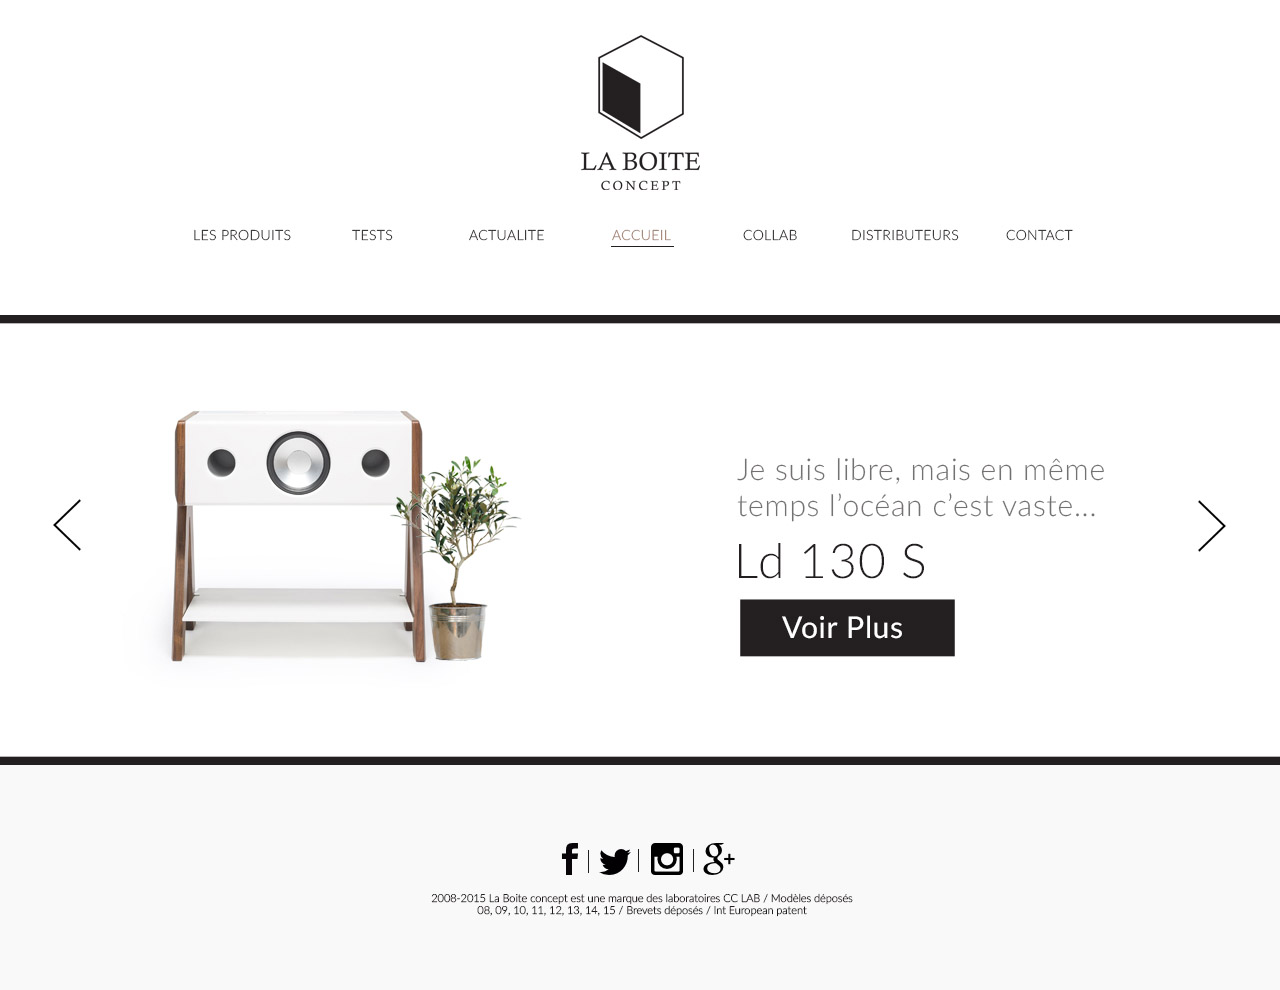 LA BOITE
CONCEPT
LES PRODUITS TESTS ACTUALITE ACCUEIL COLLAB DISTRIBUTEURS CONTACT
Je suis libre, mais en même
temps l’océan c’est vaste...
Ld 130 S
Voir Plus
2008-2015 La Boite concept est une marque des laboratoires CC LAB / Modèles déposés
08, 09, 10, 11, 12, 13, 14, 15 / Brevets déposés / Int European patent